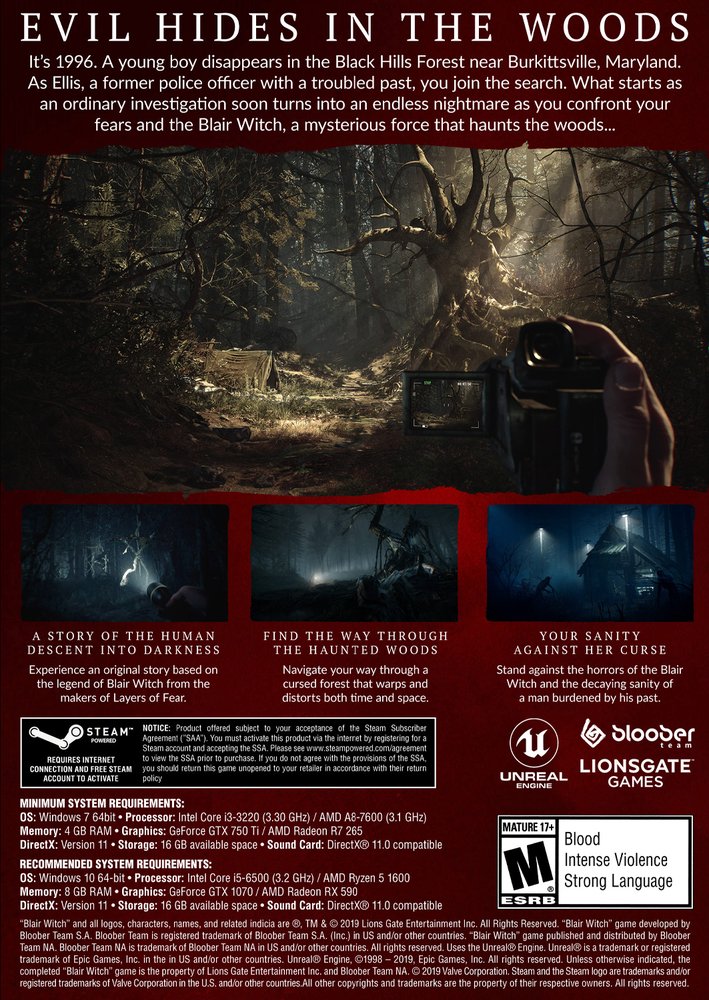 EVIL HIDES IN THE WOODS
It's 1996. A young boy disappears in the Black Hills Forest near Burkittsville, Maryland.
As Ellis, a former police officer with a troubled past, you join the search. What starts as
an ordinary investigation soon turns into an endless nightmare as you confront your
fears and the Blair Witch, a mysterious force that haunts the woods...
A STORY OF THE HUMAN
DESCENT INTO DARKNESS
Experience an original story based on
the legend of Blair Witch from the
makers of Layers of Fear.
FIND THE WAY THROUGH
THE HAUNTED WOODS
Navigate your way through a
cursed forest that warps and
distorts both time and space.
YOUR SANITY
AGAINST HER CURSE
Stand against the horrors of the Blair
Witch and the decaying sanity of
a man burdened by his past.
STEAM™
POWERED
REQUIRES INTERNET
CONNECTION AND FREE STEAM
ACCOUNT TO ACTIVATE
NOTICE: Product offered subject to your acceptance of the Steam Subscriber
Agreement ("SAA"). You must activate this product via the internet by registering for a
Steam account and accepting the SSA. Please see www.steampowered.com/agreement
to view the SSA prior to purchase. If you do not agree with the provisions of the SSA,
you should return this game unopened to your retailer in accordance with their return
policy
UNREAL
ENGINE
bloober
team
LIONSGATE
GAMES
MINIMUM SYSTEM REQUIREMENTS:
OS: Windows 7 64bit • Processor: Intel Core i3-3220 (3.30 GHz) / AMD A8-7600 (3.1 GHz)
Memory: 4 GB RAM • Graphics: GeForce GTX 750 Ti / AMD Radeon R7 265
DirectX: Version 11 • Storage: 16 GB available space • Sound Card: DirectX® 11.0 compatible
RECOMMENDED SYSTEM REQUIREMENTS:
OS: Windows 10 64-bit • Processor: Intel Core i5-6500 (3.2 GHz) / AMD Ryzen 5 1600
Memory: 8 GB RAM • Graphics: GeForce GTX 1070 / AMD Radeon RX 590
DirectX: Version 11 • Storage: 16 GB available space • Sound Card: DirectX® 11.0 compatible
MATURE 17+
M
ESRB
Blood
Intense Violence
Strong Language
"Blair Witch" and all logos, characters, names, and related indicia are ®, TM & © 2019 Lions Gate Entertainment Inc. All Rights Reserved. "Blair Witch" game developed by
Bloober Team S.A. Bloober Team is registered trademark of Bloober Team S.A. (Inc.) in US and/or other countries. "Blair Witch" game published and distributed by Bloober
Team NA. Bloober Team NA is trademark of Bloober Team NA in US and/or other countries. All rights reserved. Uses the Unreal® Engine. Unreal® is a trademark or registered
trademark of Epic Games, Inc. in the in US and/or other countries. Unreal® Engine, ©1998 – 2019, Epic Games, Inc. All rights reserved. Unless otherwise indicated, the
completed "Blair Witch" game is the property of Lions Gate Entertainment Inc. and Bloober Team NA. © 2019 Valve Corporation. Steam and the Steam logo are trademarks and/or
registered trademarks of Valve Corporation in the U.S. and/or other countries.All other copyrights and trademarks are the property of their respective owners. All rights reserved.